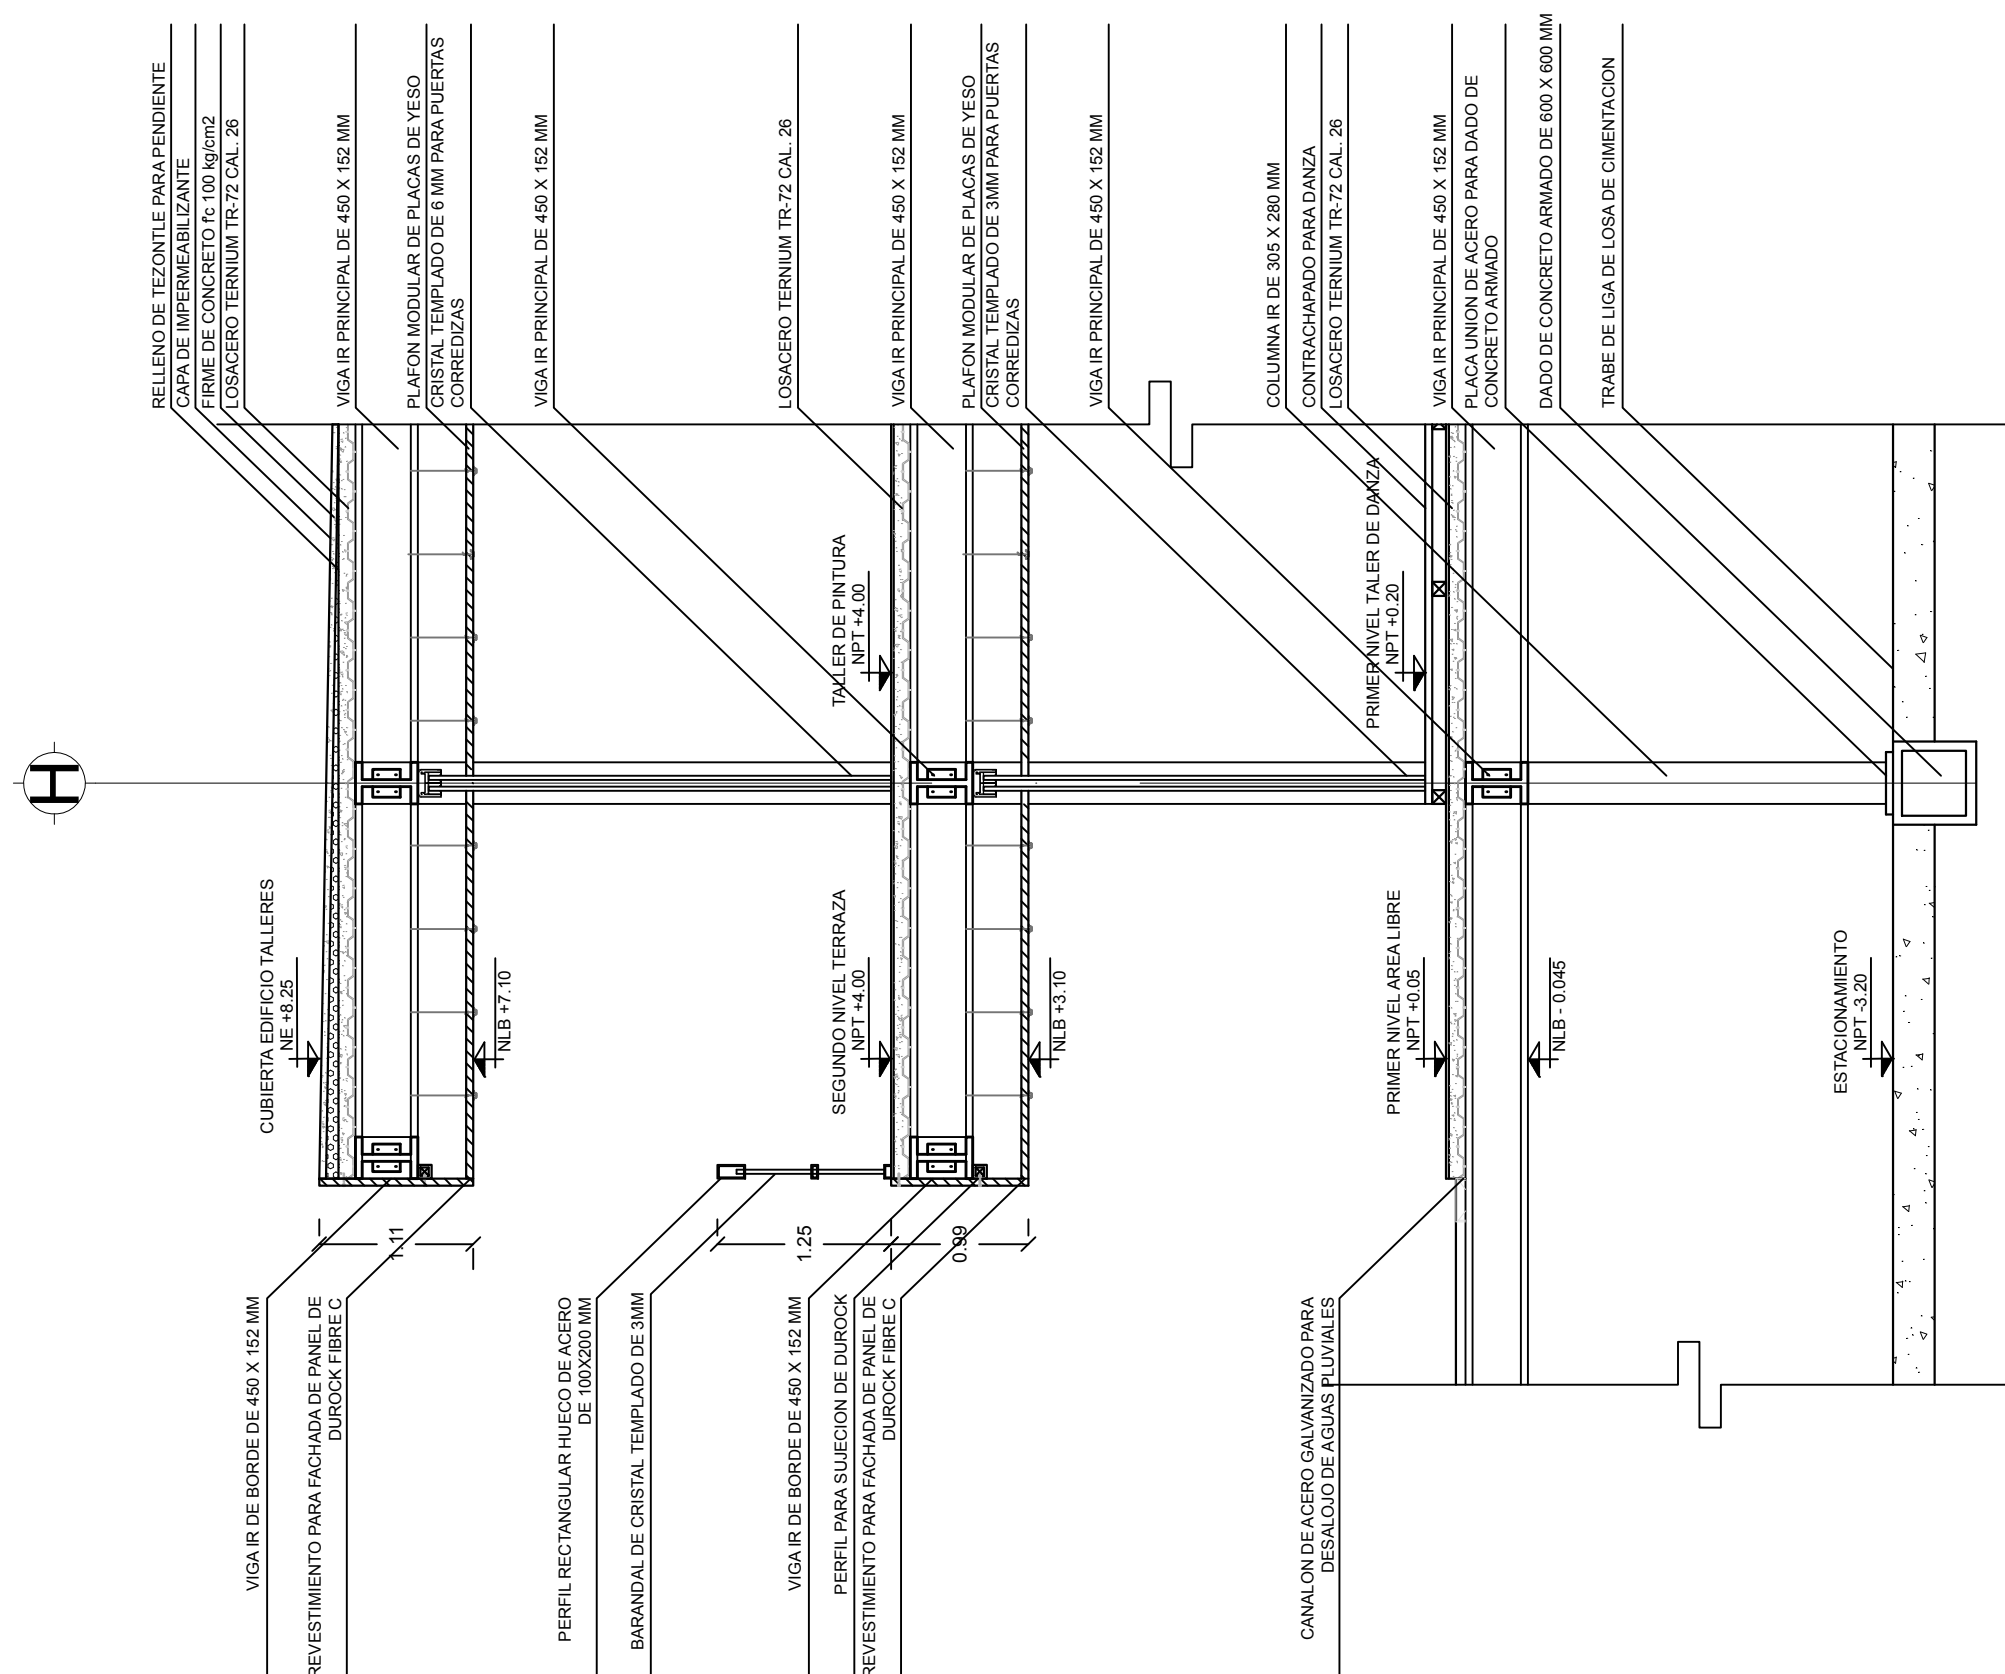 RELLENO DE TEZONTLE PARA PENDIENTE
CAPA DE IMPERMEABILIZANTE
FIRME DE CONCRETO fc 100 kg/cm2
LOSACERO TERNIUM TR-72 CAL. 26
VIGA IR PRINCIPAL DE 450 X 152 MM
PLAFON MODULAR DE PLACAS DE YESO
CRISTAL TEMPLADO DE 6 MM PARA PUERTAS
CORREDIZAS
VIGA IR PRINCIPAL DE 450 X 152 MM
LOSACERO TERNIUM TR-72 CAL. 26
VIGA IR PRINCIPAL DE 450 X 152 MM
PLAFON MODULAR DE PLACAS DE YESO
CRISTAL TEMPLADO DE 3MM PARA PUERTAS
CORREDIZAS
VIGA IR PRINCIPAL DE 450 X 152 MM
COLUMNA IR DE 305 X 280 MM
CONTRACHAPADO PARA DANZA
LOSACERO TERNIUM TR-72 CAL. 26
VIGA IR PRINCIPAL DE 450 X 152 MM
PLACA UNION DE ACERO PARA DADO DE
CONCRETO ARMADO
DADO DE CONCRETO ARMADO DE 600 X 600 MM
TRABE DE LIGA DE LOSA DE CIMENTACION
TALLER DE PINTURA
NPT +4.00
PRIMER NIVEL TALER DE DANZA
NPT +0.20
H
CUBIERTA EDIFICIO TALLERES
NE +8.25
NLB +7.10
SEGUNDO NIVEL TERRAZA
NPT +4.00
NLB +3.10
PRIMER NIVEL AREA LIBRE
NPT +0.05
NLB - 0.045
ESTACIONAMIENTO
NPT -3.20
1.11
1.25
0.99
VIGA IR DE BORDE DE 450 X 152 MM
REVESTIMIENTO PARA FACHADA DE PANEL DE
DUROCK FIBRE C
PERFIL RECTANGULAR HUECO DE ACERO
DE 100X200 MM
BARANDAL DE CRISTAL TEMPLADO DE 3MM
VIGA IR DE BORDE DE 450 X 152 MM
PERFIL PARA SUJECION DE DUROCK
REVESTIMIENTO PARA FACHADA DE PANEL DE
DUROCK FIBRE C
CANALON DE ACERO GALVANIZADO PARA
DESALOJO DE AGUAS PLUVIALES